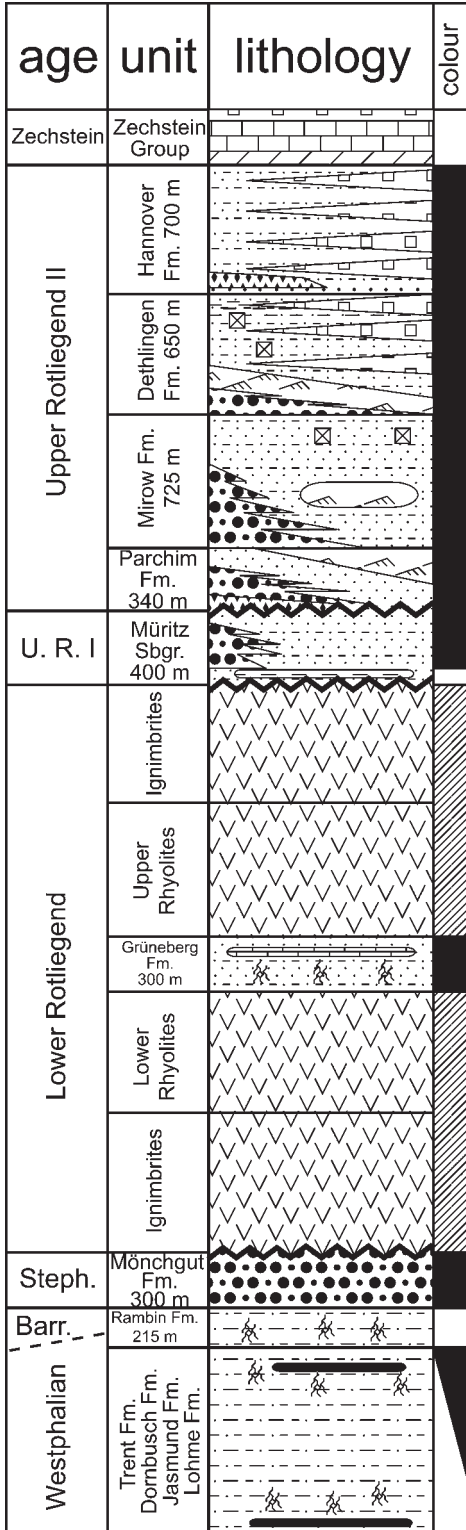 age unit lithology colour
Zechstein
Zechstein
Group
Upper Rotliegend II
Hannover
Fm. 700 m
Dethlingen
Fm. 650 m
Mirow Fm.
725 m
Parchim
Fm.
340 m
U. R. I
Müritz
Sbgr.
400 m
Lower Rotliegend
Ignimbrites
Upper
Rhyolites
Grüneberg
Fm.
300 m
Lower
Rhyolites
Ignimbrites
Steph.
Mönchgut
Fm.
300 m
Barr.
Rambin Fm.
215 m
Westphalian
Trent Fm.
Dornbusch Fm.
Jasmund Fm.
Lohme Fm.